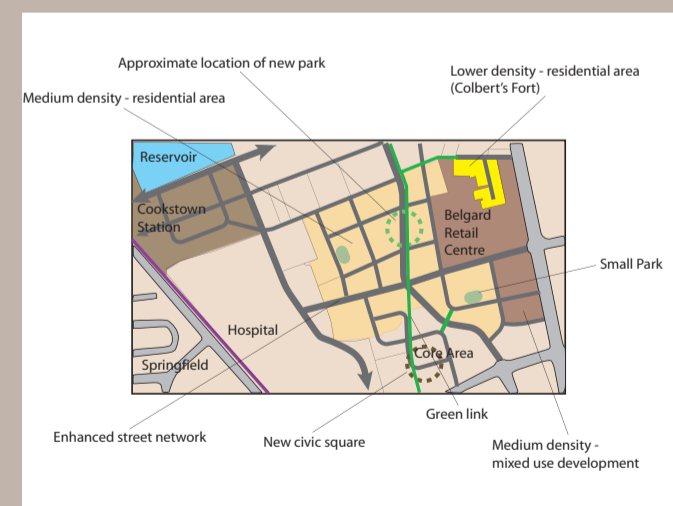 Approximate location of new park
Lower density - residential area
(Colbert's Fort)
Medium density - residential area
Reservoir
Cookstown
Station
Belgard
Retail
Centre
Small Park
Hospital
Springfield
Core Area
Green link
Enhanced street network
New civic square
Medium density -
mixed use development